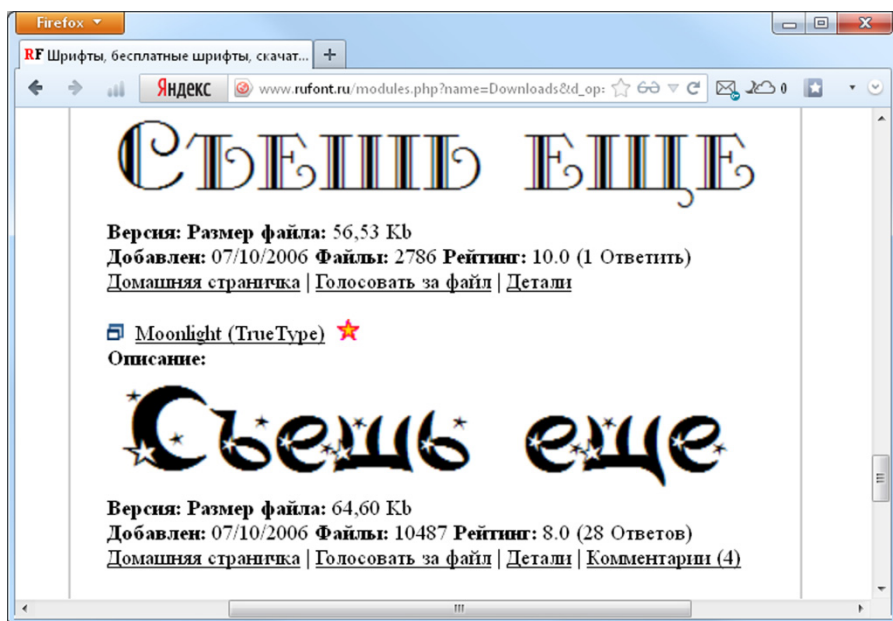 Firefox
RF Шрифты, бесплатные шрифты, скачат...
Яндекс www.rufont.ru/modules.php?name=Downloads&d_op: 0
Съешь еще
Версия: Размер файла: 56,53 Kb
Добавлен: 07/10/2006 Файлы: 2786 Рейтинг: 10.0 (1 Ответить)
Домашняя страничка | Голосовать за файл | Детали
Moonlight (TrueType)
Описание:
Съешь еще
Версия: Размер файла: 64,60 Kb
Добавлен: 07/10/2006 Файлы: 10487 Рейтинг: 8.0 (28 Ответов)
Домашняя страничка | Голосовать за файл | Детали | Комментарии (4)